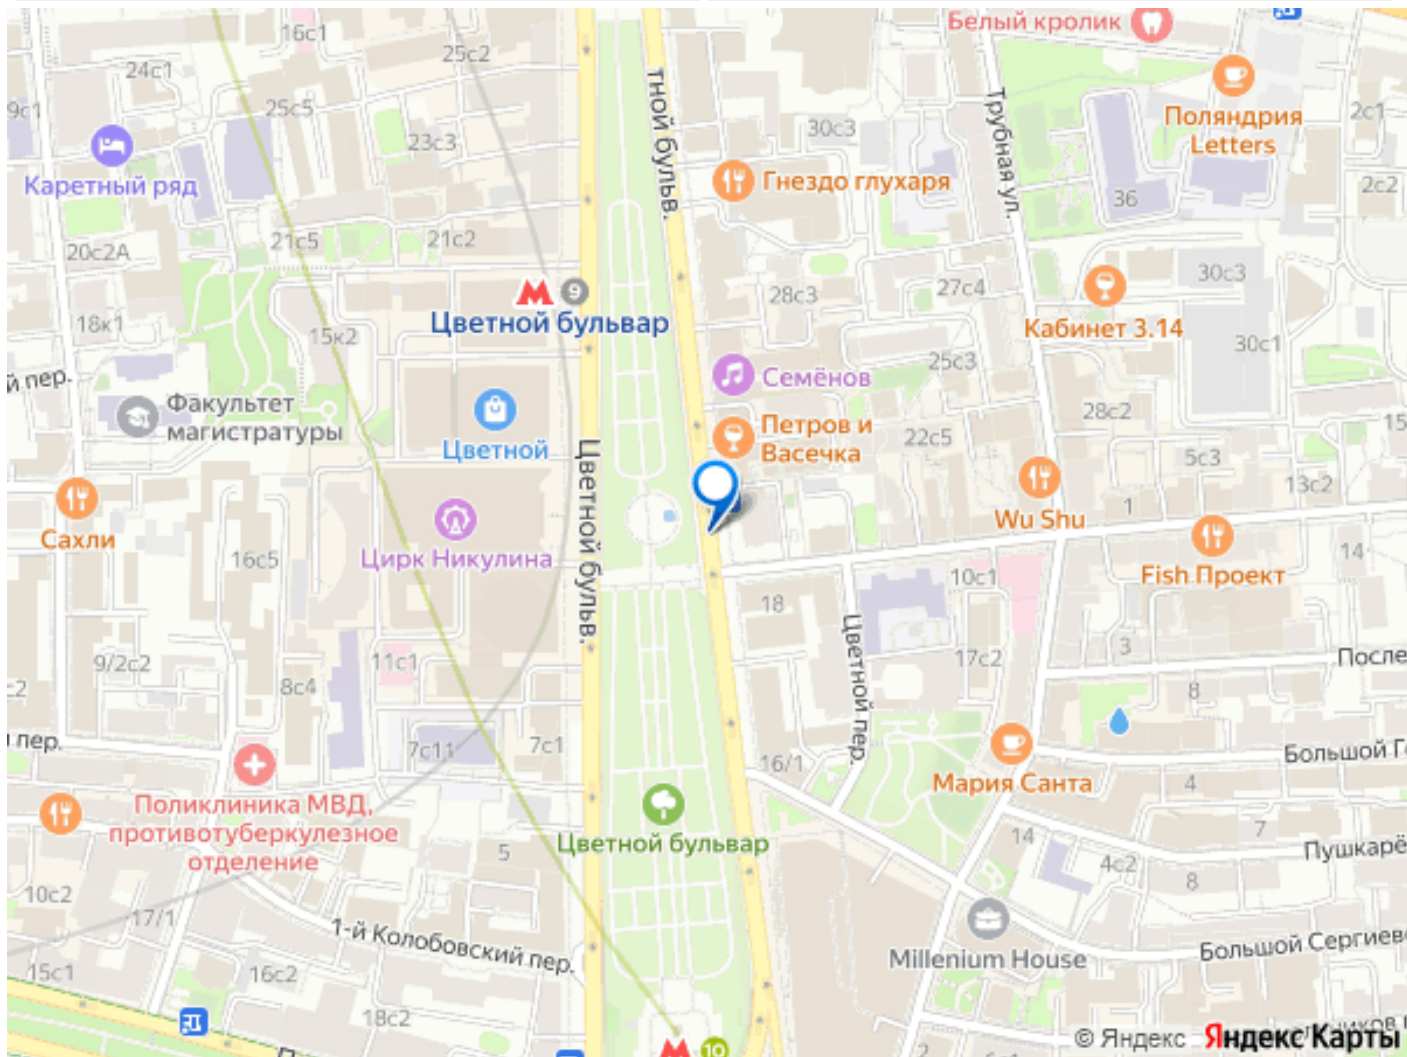 16с1
Белый кролик
25с2
24с1
9с1
25с5
тной бульв.
Трубная ул.
Поляндрия
Letters
2с1
30с3
23с3
Каретный ряд
Гнездо глухаря
36
2с2
20с2А
21с5
21с2
30с3
27с4
28с3
9
Цветной бульвар
Кабинет 3.14
18к1
15к2
30с1
25с3
Семёнов
й пер.
Факультет
магистратуры
28с2
Петров и
Васечка
22с5
15
Цветной
5с3
13с2
Цветной бульв.
Wu Shu
1
Сахли
16с5
Цирк Никулина
14
Fish Проект
10с1
18
Цветной пер.
3
После
9/2с2
11с1
17с2
8с4
8
пер.
7с11
7с1
16/1
Большой Г
Мария Санта
4
Поликлиника МВД,
противотуберкулезное
отделение
Цветной бульвар
14
7
Пушкарё
5
4с2
8
10с2
17/1
1-й Колобовский пер.
Millenium House
Большой Сергиев
15с1
16с2
18с2
10
2
© Яндекс
Яндекс Карты